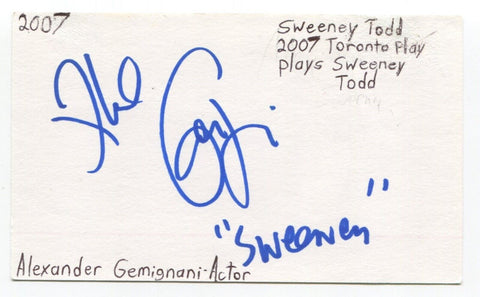 2007
Sweeney Todd
2007 Toronto Play
plays Sweeney
Todd
"Sweeney"
Alexander Gemignani-Actor